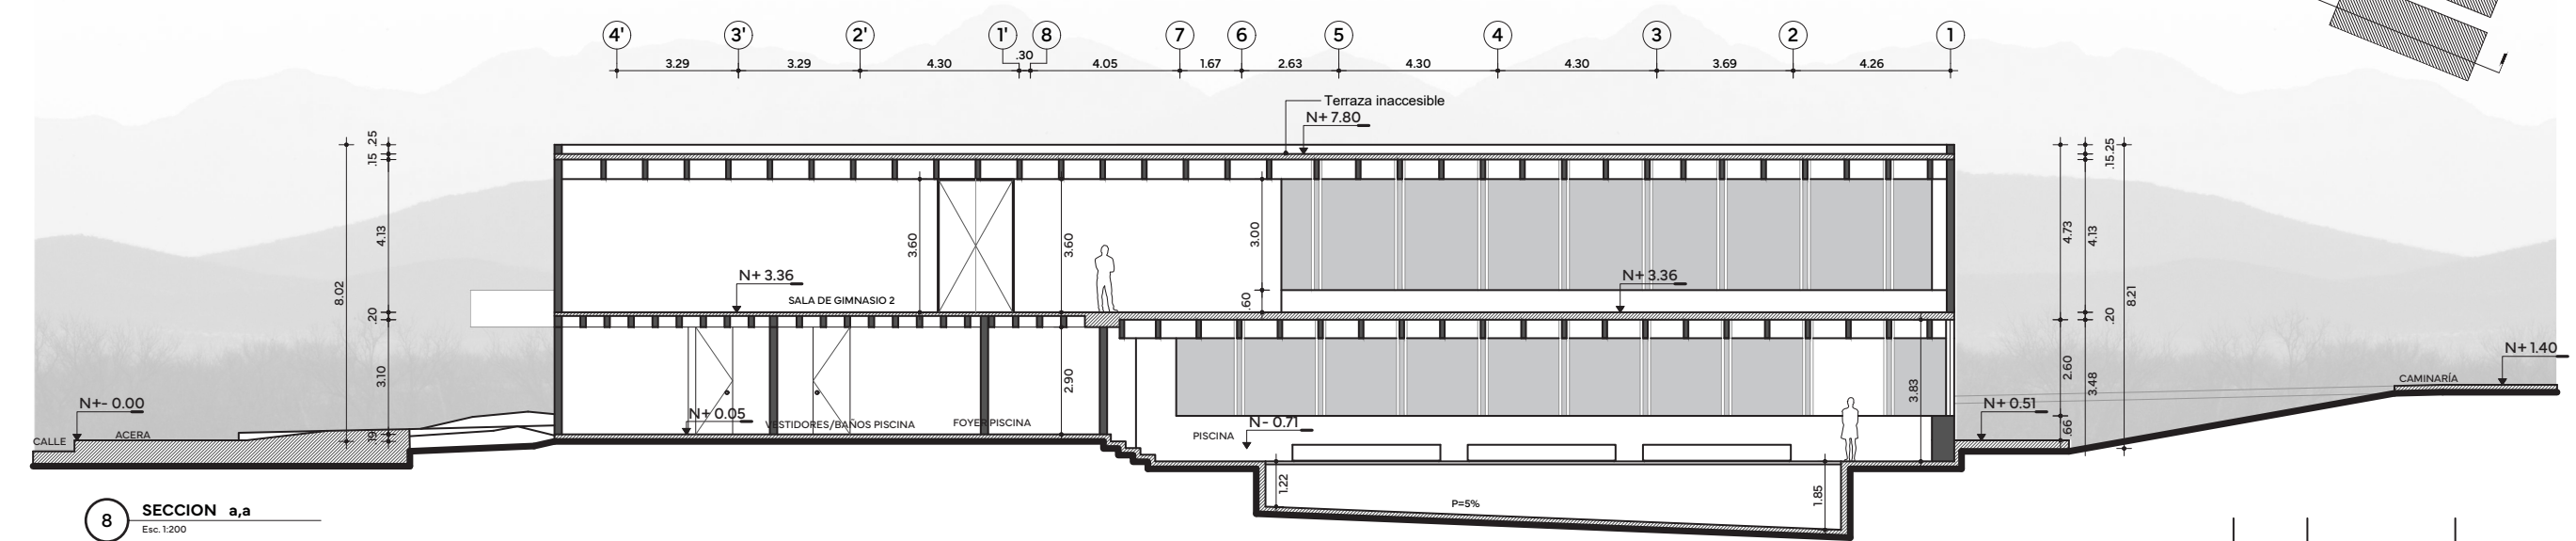 4' 3' 2' 1' 8 7 6 5 4 3 2 1
3.29 3.29 4.30 .30 4.05 1.67 2.63 4.30 4.30 3.69 4.26
Terraza inaccesible
N+ 7.80
.25
.15
4.13
8.02
.20
3.10
.19
3.60
3.60
3.00
.60
N+ 3.36
SALA DE GIMNASIO 2
N+ 3.36
2.90
3.83
N+ 0.05
VESTIDORES/BAÑOS PISCINA
FOYER PISCINA
PISCINA
N- 0.71
1.22
P=5%
1.85
.15.25
4.73
4.13
8.21
.20
2.60
3.48
.66
N+ 0.51
CAMINARÍA
N+ 1.40
N+- 0.00
CALLE
ACERA
8
SECCION a,a
Esc. 1:200